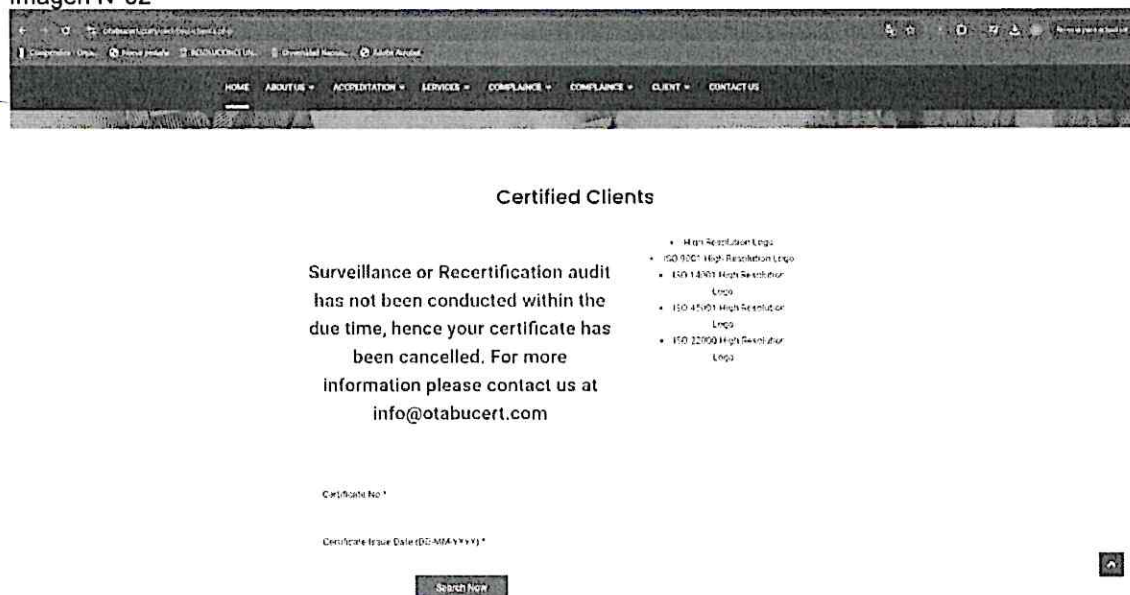 Imagen N°02
HOME ABOUT US ACCREDITATION SERVICES COMPLAINCE COMPLAINCE CLIENT CONTACT US
Certified Clients
Surveillance or Recertification audit
has not been conducted within the
due time, hence your certificate has
been cancelled. For more
information please contact us at
info@otabucert.com
• High Resolution Logo
• ISO 9001 High Resolution Logo
• ISO 14001 High Resolution
Logo
• ISO 45001 High Resolution
Logo
• ISO 22000 High Resolution
Logo
Certificate No *
Certificate Issue Date (DD-MM-YYYY) *
Search Now